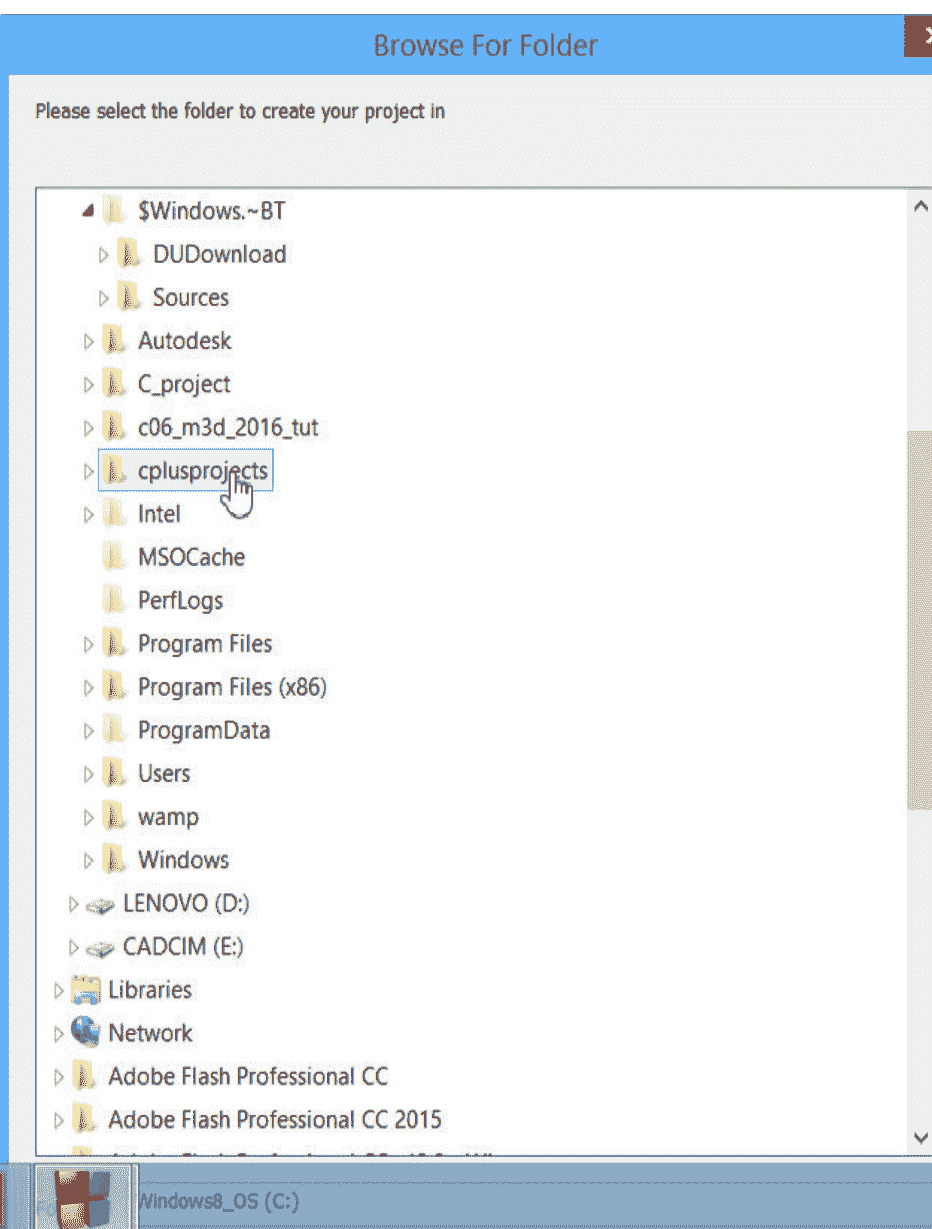 Browse For Folder
Please select the folder to create your project in
$Windows.~BT
DUDownload
Sources
Autodesk
C_project
c06_m3d_2016_tut
cplusprojects
Intel
MSOCache
PerfLogs
Program Files
Program Files (x86)
ProgramData
Users
wamp
Windows
LENOVO (D:)
CADCIM (E:)
Libraries
Network
Adobe Flash Professional CC
Adobe Flash Professional CC 2015
Windows8_OS (C:)